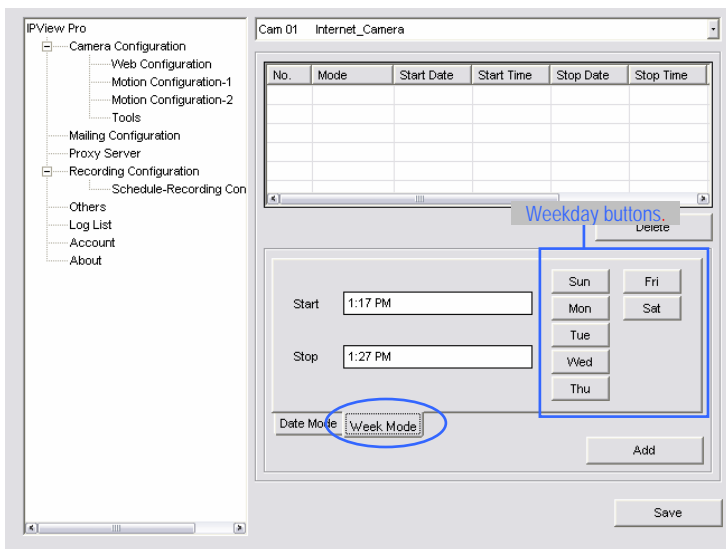 IPView Pro
Camera Configuration
Web Configuration
Motion Configuration-1
Motion Configuration-2
Tools
Mailing Configuration
Proxy Server
Recording Configuration
Schedule-Recording Con
Others
Log List
Account
About
Cam 01 Internet_Camera
No. Mode Start Date Start Time Stop Date Stop Time
Weekday buttons.
Delete
Start 1:17 PM
Stop 1:27 PM
Sun Fri
Mon Sat
Tue
Wed
Thu
Date Mode Week Mode
Add
Save